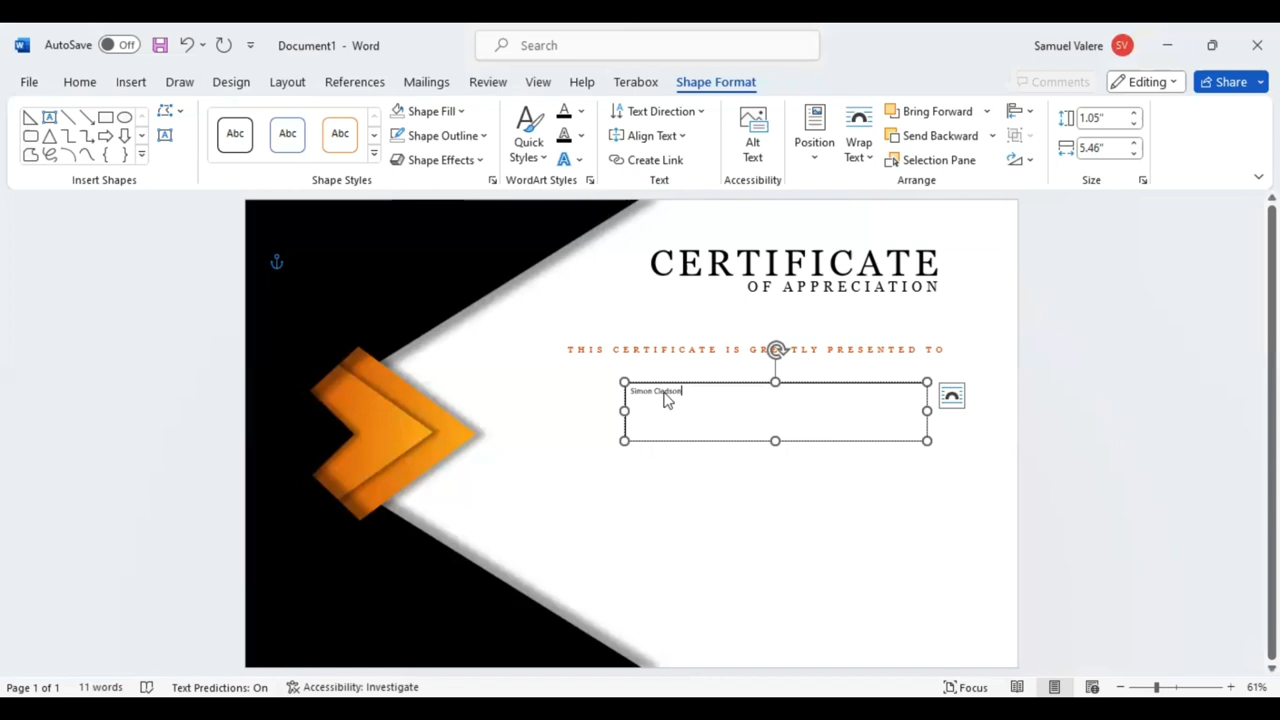 AutoSave Off Document1 - Word Search Samuel Valere SV
File Home Insert Draw Design Layout References Mailings Review View Help Terabox Shape Format Comments Editing Share
Abc Abc Abc Shape Fill Shape Outline Shape Effects
Quick Styles
Text Direction Align Text Create Link
Alt Text
Position Wrap Text
Bring Forward Send Backward Selection Pane
1.05"
5.46"
Insert Shapes Shape Styles WordArt Styles Text Accessibility Arrange Size
CERTIFICATE
OF APPRECIATION
THIS CERTIFICATE IS TLY PRESENTED TO
Simon
Page 1 of 1 11 words Text Predictions: On Accessibility: Investigate Focus 61%